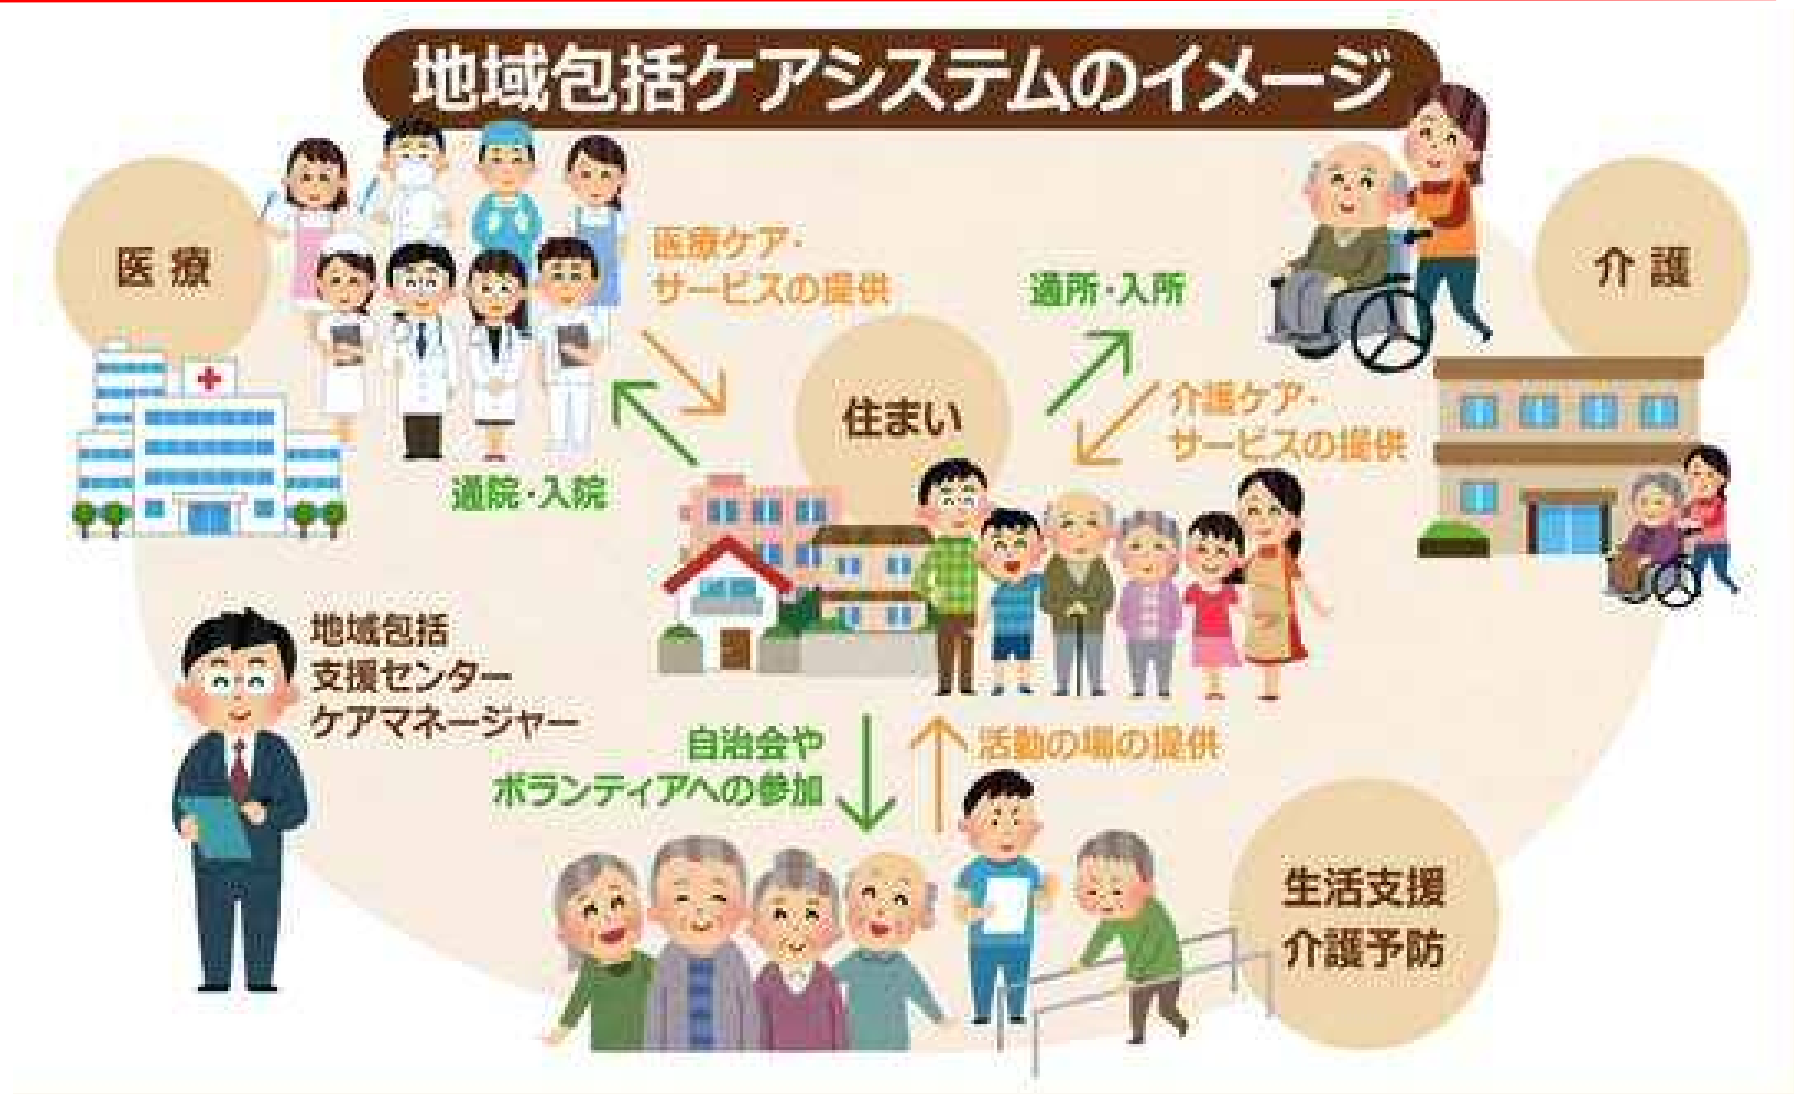 地域包括ケアシステムのイメージ
医療
医療ケア・
サービスの提供
通院・入院
住まい
通所・入所
介護ケア・
サービスの提供
介護
地域包括
支援センター
ケアマネージャー
自治会や
ボランティアへの参加
活動の場の提供
生活支援
介護予防